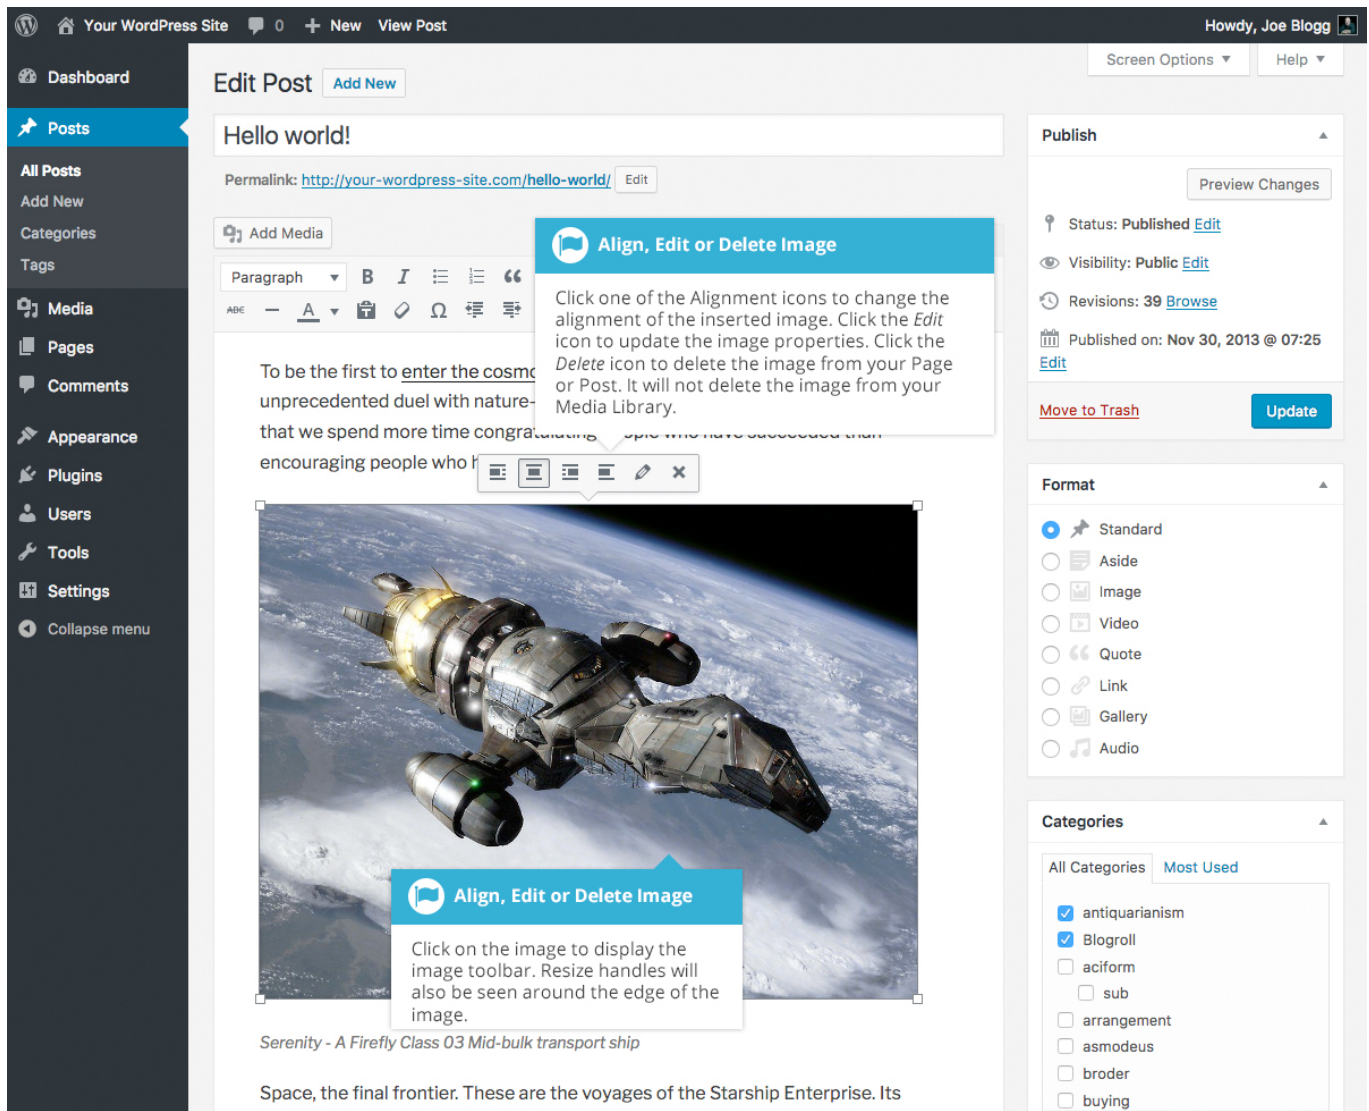 Your WordPress Site 0 + New View Post
Howdy, Joe Blogg
Dashboard
Posts
All Posts
Add New
Categories
Tags
Media
Pages
Comments
Appearance
Plugins
Users
Tools
Settings
Collapse menu
Screen Options ▼ Help ▼
Edit Post Add New
Hello world!
Permalink: http://your-wordpress-site.com/hello-world/ Edit
Add Media
Paragraph ▼ B I “
ABC — A ▼ Ω
Align, Edit or Delete Image
Click one of the Alignment icons to change the
alignment of the inserted image. Click the Edit
icon to update the image properties. Click the
Delete icon to delete the image from your Page
or Post. It will not delete the image from your
Media Library.
To be the first to enter the
unprecedented duel with nature-
that we spend more time congratulating people who have succeeded than
encouraging people who
Align, Edit or Delete Image
Click on the image to display the
image toolbar. Resize handles will
also be seen around the edge of the
image.
Serenity - A Firefly Class 03 Mid-bulk transport ship
Space, the final frontier. These are the voyages of the Starship Enterprise. Its
Publish
Preview Changes
Status: Published Edit
Visibility: Public Edit
Revisions: 39 Browse
Published on: Nov 30, 2013 @ 07:25
Edit
Move to Trash Update
Format
Standard
Aside
Image
Video
Quote
Link
Gallery
Audio
Categories
All Categories Most Used
antiquarianism
Blogroll
aciform
sub
arrangement
asmodeus
broder
buying